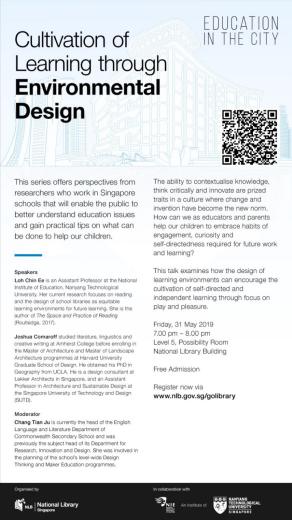 EDUCATION
IN THE CITY
Cultivation of
Learning through
Environmental
Design
This series offers perspectives from
researchers who work in Singapore
schools that will enable the public to
better understand education issues
and gain practical tips on what can
be done to help our children.
Speakers
Loh Chin Ee is an Assistant Professor at the National
Institute of Education, Nanyang Technological
University. Her current research focuses on reading
and the design of school libraries as equitable
learning environments for future learning. She is the
author of The Space and Practice of Reading
(Routledge, 2017).
Joshua Comaroff studied literature, linguistics and
creative writing at Amherst College before enrolling in
the Master of Architecture and Master of Landscape
Architecture programmes at Harvard University
Graduate School of Design. He obtained his PhD in
Geography from UCLA. He is a design consultant at
Lekker Architects in Singapore, and an Assistant
Professor in Architecture and Sustainable Design at
the Singapore University of Technology and Design
(SUTD).
Moderator
Chang Tian Ju is currently the head of the English
Language and Literature Department of
Commonwealth Secondary School and was
previously the subject head of its Department for
Research, Innovation and Design. She was involved in
the planning of the school's level-wide Design
Thinking and Maker Education programmes.
The ability to contextualise knowledge,
think critically and innovate are prized
traits in a culture where change and
invention have become the new norm.
How can we as educators and parents
help our children to embrace habits of
engagement, curiosity and
self-directedness required for future work
and learning?
This talk examines how the design of
learning environments can encourage the
cultivation of self-directed and
independent learning through focus on
play and pleasure.
Friday, 31 May 2019
7.00 pm – 8.00 pm
Level 5, Possibility Room
National Library Building
Free Admission
Register now via
www.nlb.gov.sg/golibrary
Organised by
NLB National Library
Singapore
In collaboration with
NIE
An Institute of
NANYANG
TECHNOLOGICAL
UNIVERSITY
SINGAPORE